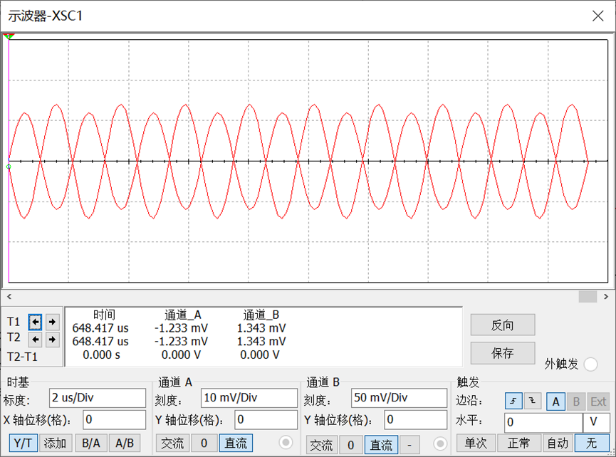 示波器-XSC1
T1
T2
T2-T1
时间 通道_A 通道_B
648.417 us -1.233 mV 1.343 mV
648.417 us -1.233 mV 1.343 mV
0.000 s 0.000 V 0.000 V
反向
保存
外触发
时基
标度: 2 us/Div
X 轴位移(格): 0
Y/T 添加 B/A A/B
通道 A
刻度: 10 mV/Div
Y 轴位移(格): 0
交流 0 直流
通道 B
刻度: 50 mV/Div
Y 轴位移(格): 0
交流 0 直流 -
触发
边沿: A B Ext
水平: 0 V
单次 正常 自动 无